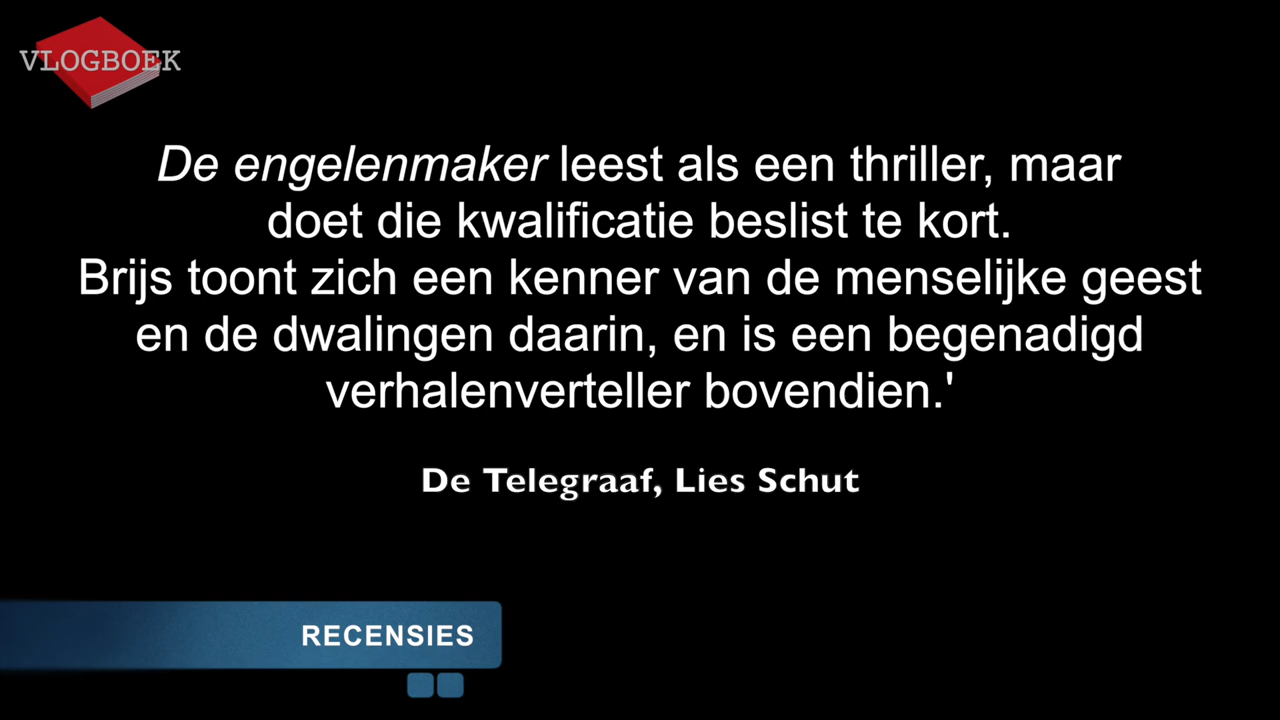 VLOGBOEK
De engelenmaker leest als een thriller, maar
doet die kwalificatie beslist te kort.
Brijs toont zich een kenner van de menselijke geest
en de dwalingen daarin, en is een begenadigd
verhalenverteller bovendien.'
De Telegraaf, Lies Schut
RECENSIES